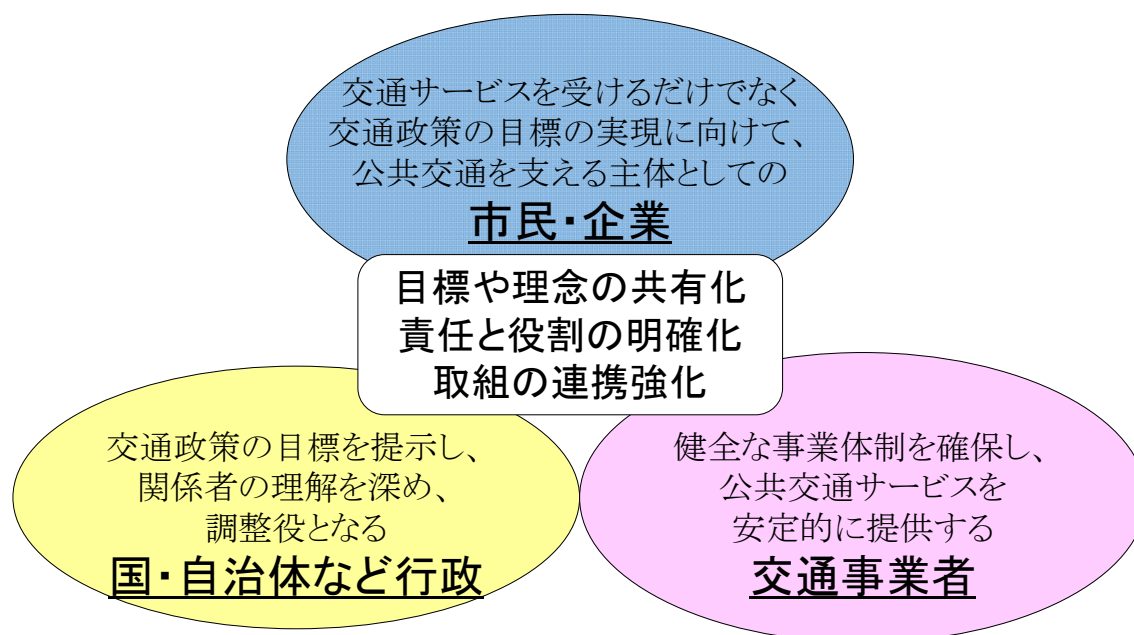 交通サービスを受けるだけでなく
交通政策の目標の実現に向けて、
公共交通を支える主体としての
市民・企業
目標や理念の共有化
責任と役割の明確化
取組の連携強化
交通政策の目標を提示し、
関係者の理解を深め、
調整役となる
国・自治体など行政
健全な事業体制を確保し、
公共交通サービスを
安定的に提供する
交通事業者